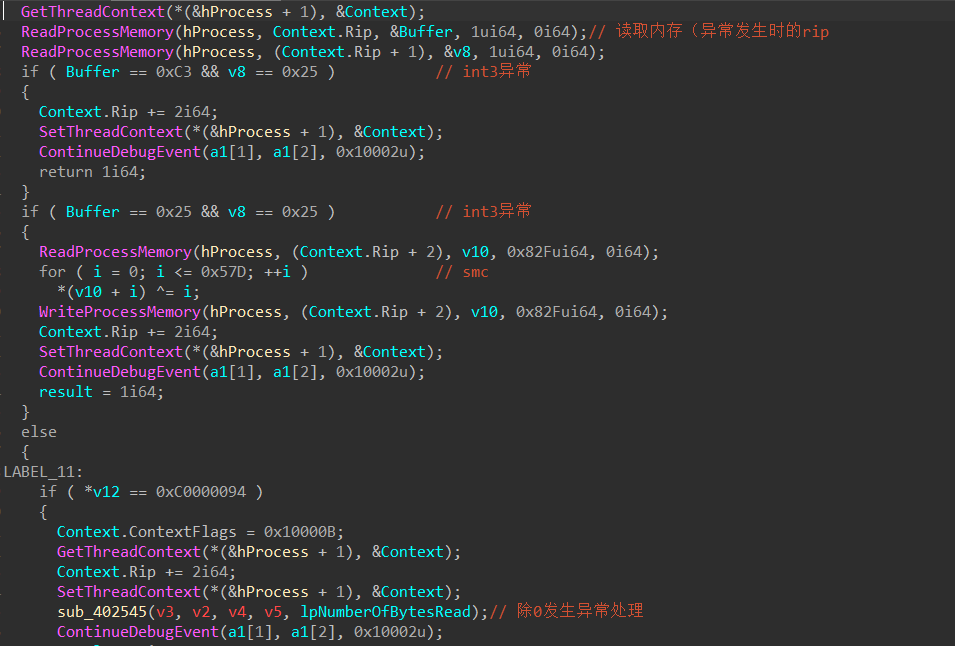 GetThreadContext(*(&hProcess + 1), &Context);
ReadProcessMemory(hProcess, Context.Rip, &Buffer, 1ui64, 0i64);// 读取内存（异常发生时的rip
ReadProcessMemory(hProcess, (Context.Rip + 1), &v8, 1ui64, 0i64);
if ( Buffer == 0xC3 && v8 == 0x25 ) // int3异常
{
Context.Rip += 2i64;
SetThreadContext(*(&hProcess + 1), &Context);
ContinueDebugEvent(a1[1], a1[2], 0x10002u);
return 1i64;
}
if ( Buffer == 0x25 && v8 == 0x25 ) // int3异常
{
ReadProcessMemory(hProcess, (Context.Rip + 2), v10, 0x82Fui64, 0i64);
for ( i = 0; i <= 0x57D; ++i ) // smc
*(v10 + i) ^= i;
WriteProcessMemory(hProcess, (Context.Rip + 2), v10, 0x82Fui64, 0i64);
Context.Rip += 2i64;
SetThreadContext(*(&hProcess + 1), &Context);
ContinueDebugEvent(a1[1], a1[2], 0x10002u);
result = 1i64;
}
else
{
LABEL_11:
if ( *v12 == 0xC0000094 )
{
Context.ContextFlags = 0x10000B;
GetThreadContext(*(&hProcess + 1), &Context);
Context.Rip += 2i64;
SetThreadContext(*(&hProcess + 1), &Context);
sub_402545(v3, v2, v4, v5, lpNumberOfBytesRead);// 除0发生异常处理
ContinueDebugEvent(a1[1], a1[2], 0x10002u);